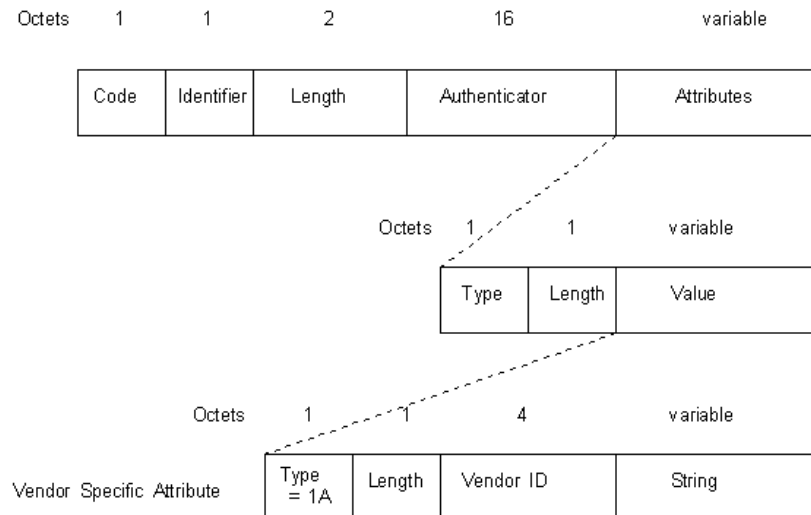 Octets 1 1 2 16 variable
Code Identifier Length Authenticator Attributes
Octets 1 1 variable
Type Length Value
Octets 1 1 4 variable
Vendor Specific Attribute Type = 1A Length Vendor ID String